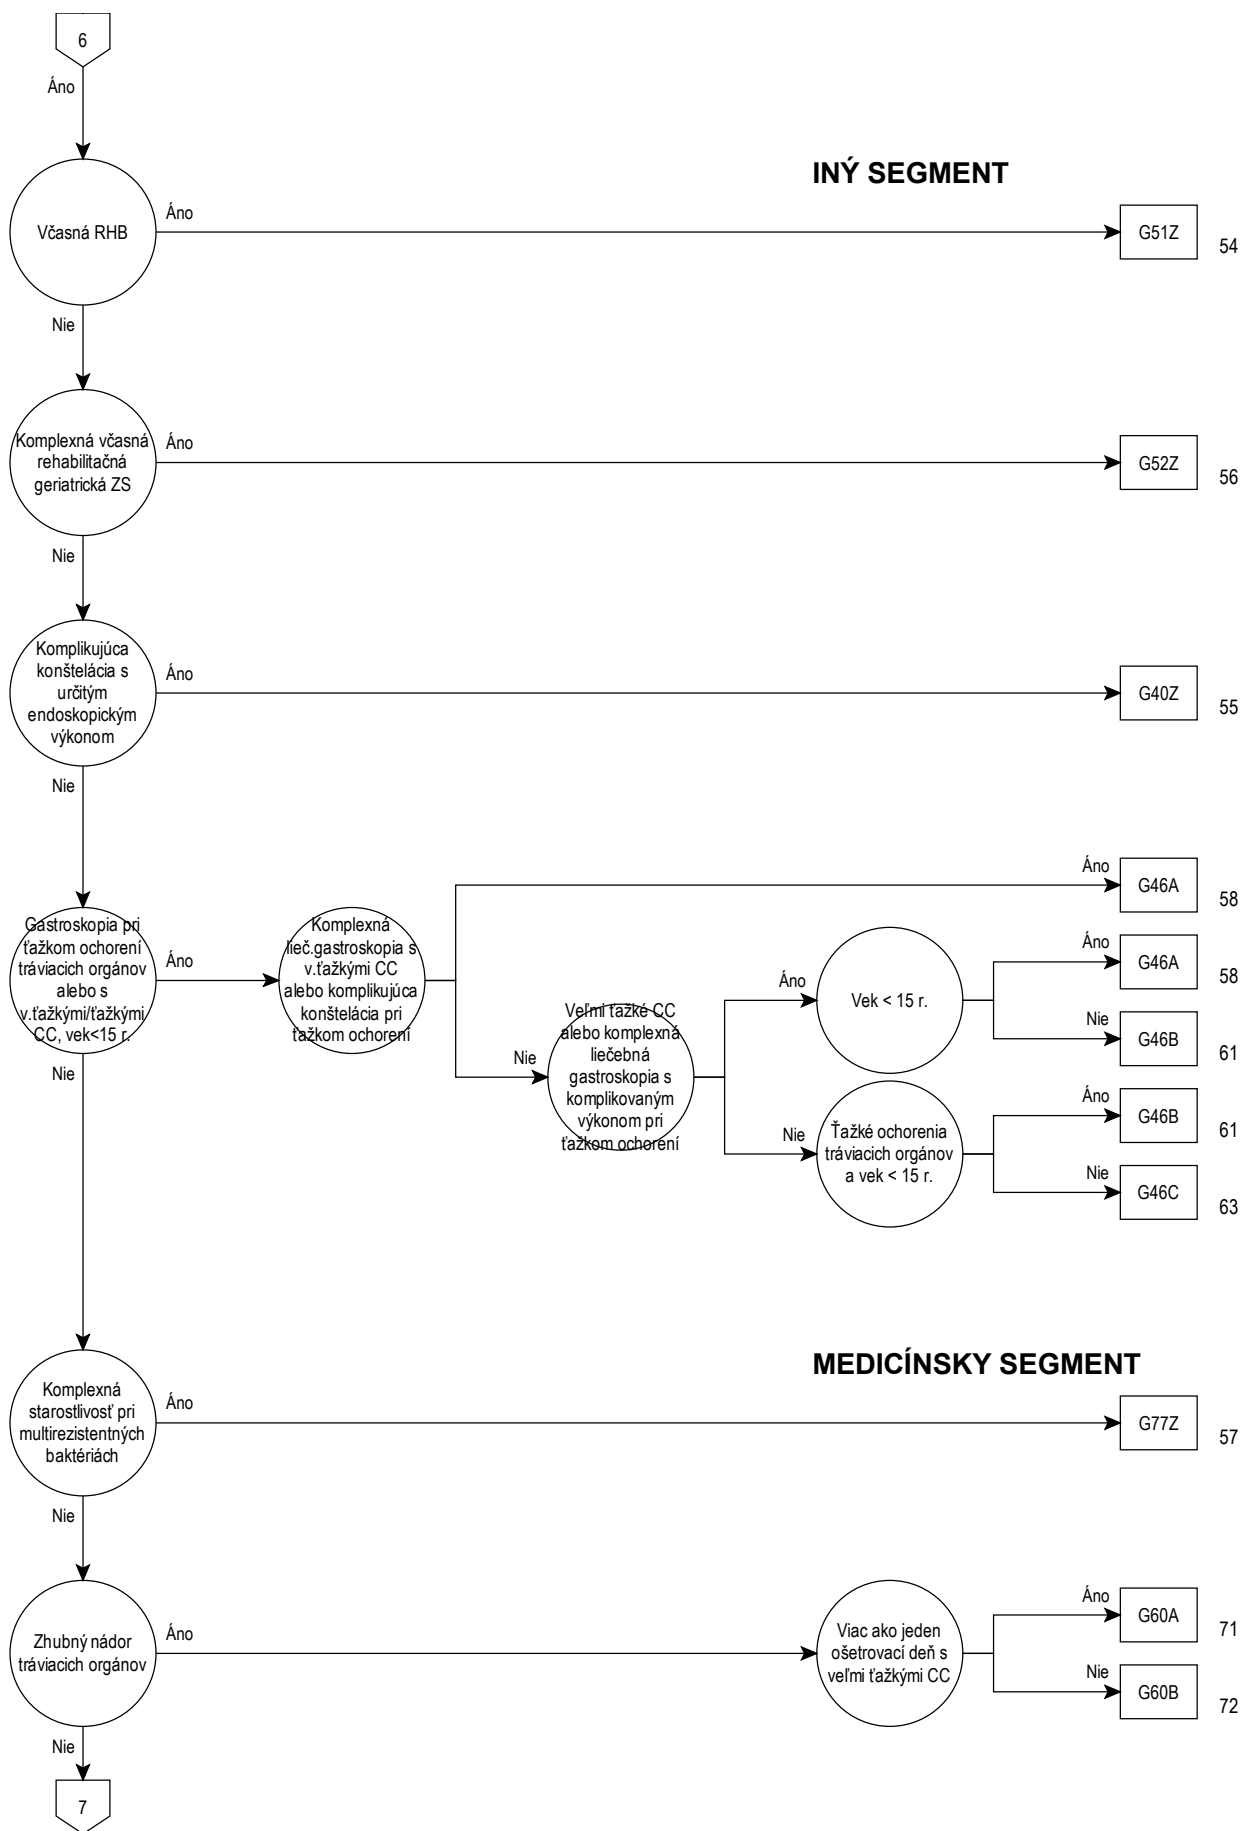 6
Áno
INÝ SEGMENT
Včasná RHB
Áno
G51Z
54
Nie
Komplexná včasná
rehabilitačná
geriatrická ZS
Áno
G52Z
56
Nie
Komplikujúca
konštelácia s
určitým
endoskopickým
výkonom
Áno
G40Z
55
Nie
Gastroskopia pri
ťažkom ochorení
tráviacich orgánov
alebo s
v.ťažkými/ťažkými
CC, vek<15 r.
Áno
Komplexná
lieč.gastroskopia s
v.ťažkými CC
alebo komplikujúca
konštelácia pri
ťažkom ochorení
Áno
G46A
58
Nie
Veľmi ťažké CC
alebo komplexná
liečebná
gastroskopia s
komplikovaným
výkonom pri
ťažkom ochorení
Áno
Vek < 15 r.
Áno
G46A
58
Nie
G46B
61
Nie
Ťažké ochorenia
tráviacich orgánov
a vek < 15 r.
Áno
G46B
61
Nie
G46C
63
Nie
MEDICÍNSKY SEGMENT
Komplexná
starostlivosť pri
multirezistentných
baktériách
Áno
G77Z
57
Nie
Zhubný nádor
tráviacich orgánov
Áno
Viac ako jeden
ošetrovací deň s
veľmi ťažkými CC
Áno
G60A
71
Nie
G60B
72
Nie
7